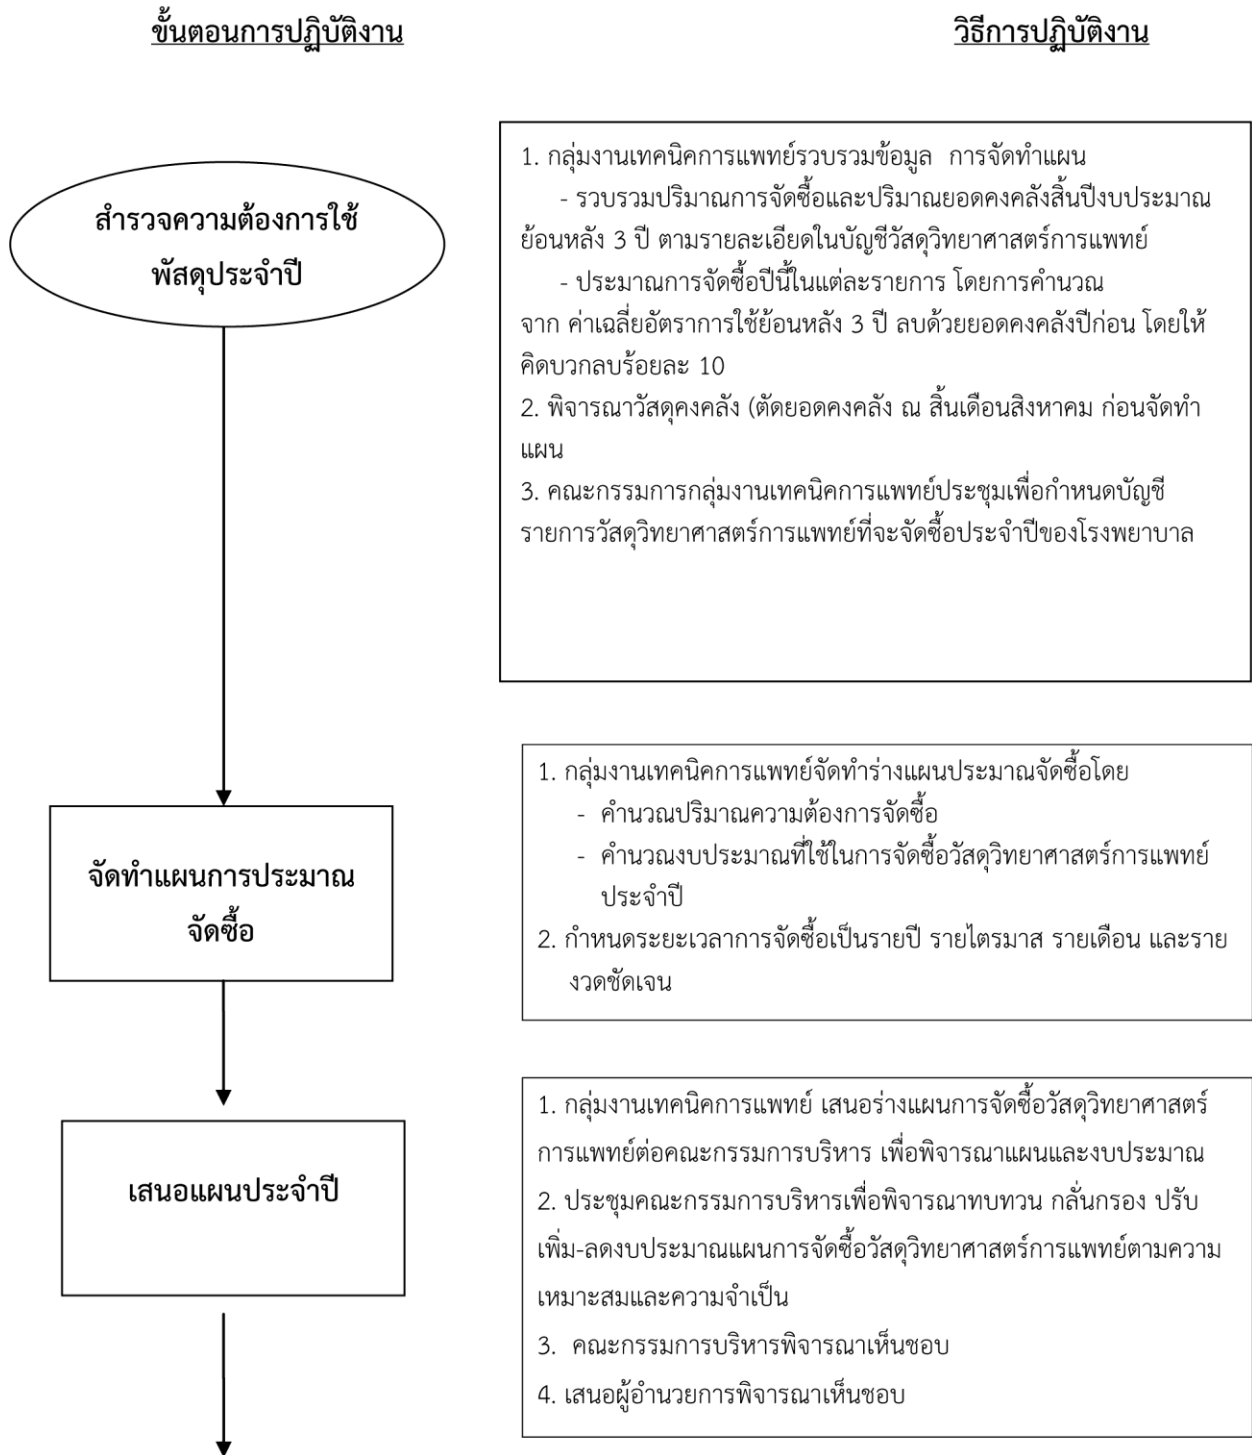 ขั้นตอนการปฏิบัติงาน
วิธีการปฏิบัติงาน
สำรวจความต้องการใช้
พัสดุประจำปี
1. กลุ่มงานเทคนิคการแพทย์รวบรวมข้อมูล การจัดทำแผน
- รวบรวมปริมาณการจัดซื้อและปริมาณยอดคงคลังสิ้นปีงบประมาณ
ย้อนหลัง 3 ปี ตามรายละเอียดในบัญชีวัสดุวิทยาศาสตร์การแพทย์
- ประมาณการจัดซื้อปีนี้ในแต่ละรายการ โดยการคำนวณ
จาก ค่าเฉลี่ยอัตราการใช้ย้อนหลัง 3 ปี ลบด้วยยอดคงคลังปีก่อน โดยให้
คิดบวกลบร้อยละ 10
2. พิจารณาวัสดุคงคลัง (ตัดยอดคงคลัง ณ สิ้นเดือนสิงหาคม ก่อนจัดทำ
แผน
3. คณะกรรมการกลุ่มงานเทคนิคการแพทย์ประชุมเพื่อกำหนดบัญชี
รายการวัสดุวิทยาศาสตร์การแพทย์ที่จะจัดซื้อประจำปีของโรงพยาบาล
จัดทำแผนการประมาณ
จัดซื้อ
1. กลุ่มงานเทคนิคการแพทย์จัดทำร่างแผนประมาณจัดซื้อโดย
- คำนวณปริมาณความต้องการจัดซื้อ
- คำนวณงบประมาณที่ใช้ในการจัดซื้อวัสดุวิทยาศาสตร์การแพทย์
ประจำปี
2. กำหนดระยะเวลาการจัดซื้อเป็นรายปี รายไตรมาส รายเดือน และราย
งวดชัดเจน
เสนอแผนประจำปี
1. กลุ่มงานเทคนิคการแพทย์ เสนอร่างแผนการจัดซื้อวัสดุวิทยาศาสตร์
การแพทย์ต่อคณะกรรมการบริหาร เพื่อพิจารณาแผนและงบประมาณ
2. ประชุมคณะกรรมการบริหารเพื่อพิจารณาทบทวน กลั่นกรอง ปรับ
เพิ่ม-ลดงบประมาณแผนการจัดซื้อวัสดุวิทยาศาสตร์การแพทย์ตามความ
เหมาะสมและความจำเป็น
3. คณะกรรมการบริหารพิจารณาเห็นชอบ
4. เสนอผู้อำนวยการพิจารณาเห็นชอบ